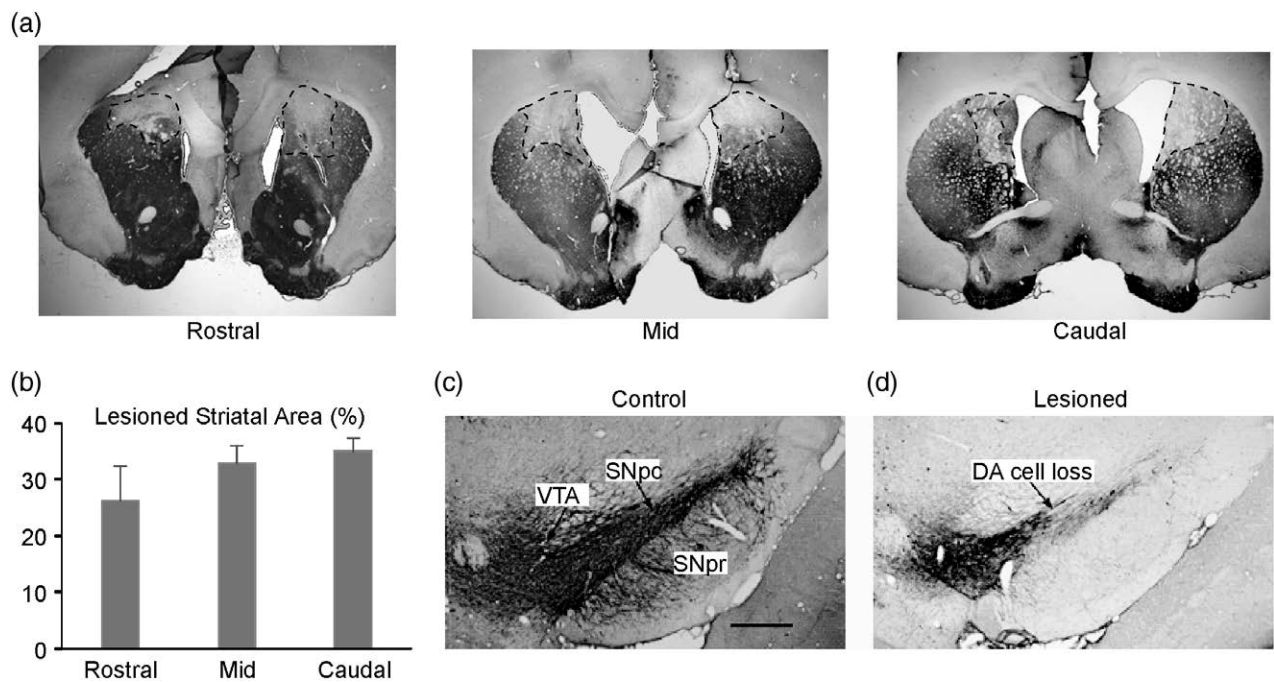 (a)
Rostral
Mid
Caudal
(b)
Lesioned Striatal Area (%)
40
30
20
10
0
Rostral
Mid
Caudal
(c)
Control
SNpc
VTA
SNpr
(d)
Lesioned
DA cell loss